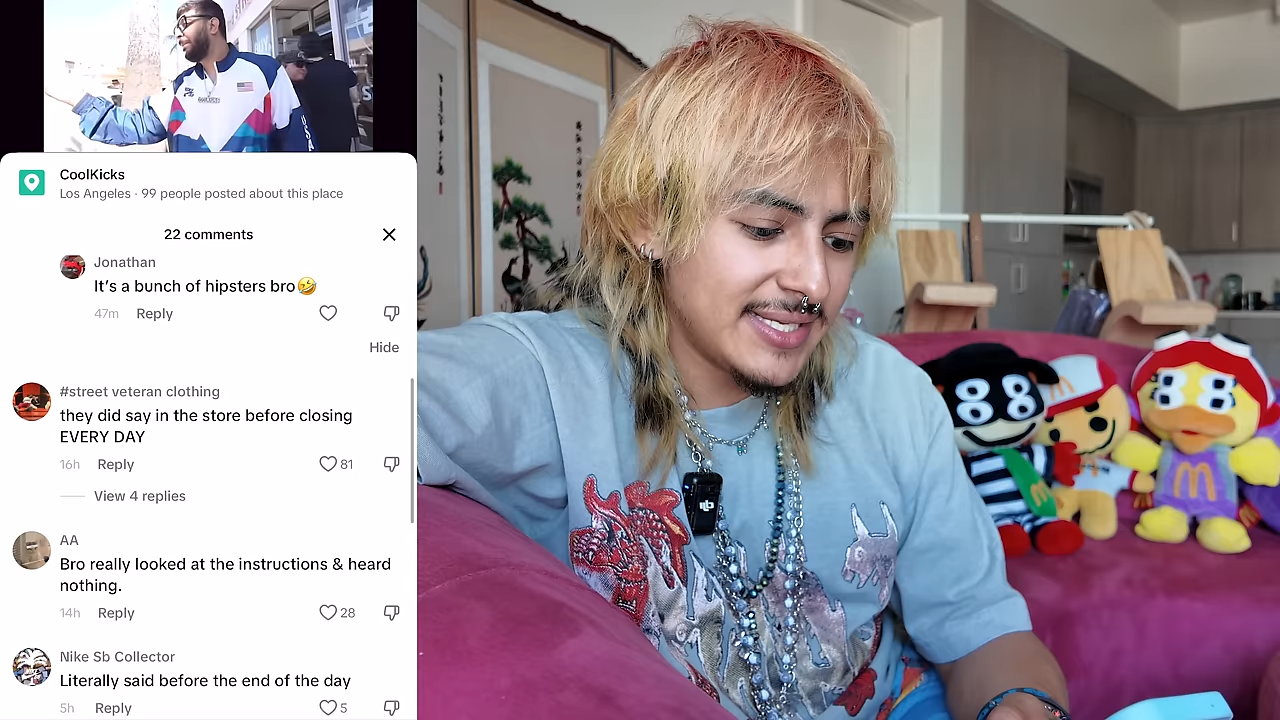 CoolKicks
Los Angeles · 99 people posted about this place
22 comments
Jonathan
It's a bunch of hipsters bro🤣
47m Reply
Hide
#street veteran clothing
they did say in the store before closing
EVERY DAY
16h Reply 81
View 4 replies
AA
Bro really looked at the instructions & heard
nothing.
14h Reply 28
Nike Sb Collector
Literally said before the end of the day
5h Reply 5